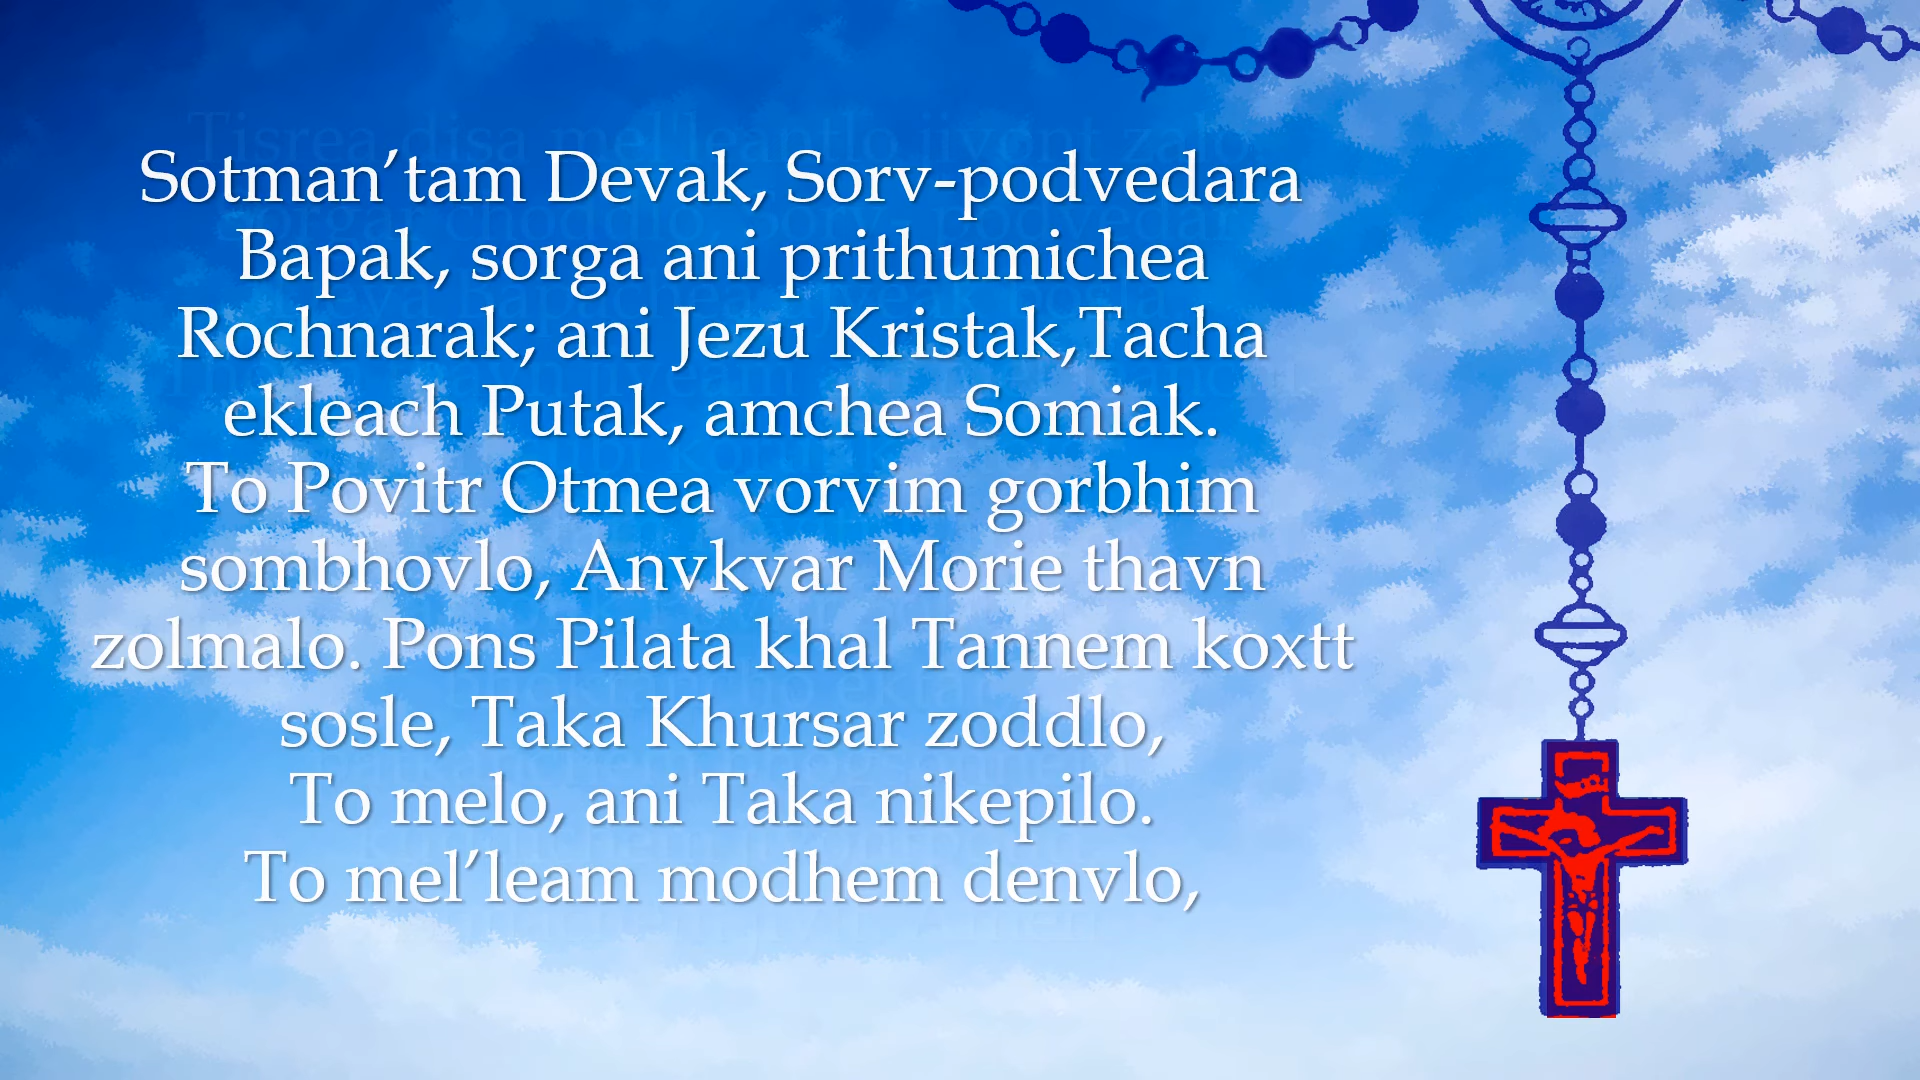 Sotman’tam Devak, Sorv-podvedara
Bapak, sorga ani prithumichea
Rochnarak; ani Jezu Kristak,Tacha
ekleach Putak, amchea Somiak.
To Povitr Otmea vorvim gorbhim
sombhovlo, Anvkvar Morie thavn
zolmalo. Pons Pilata khal Tannem koxtt
sosle, Taka Khursar zoddlo,
To melo, ani Taka nikepilo.
To mel’leam modhem denvlo,